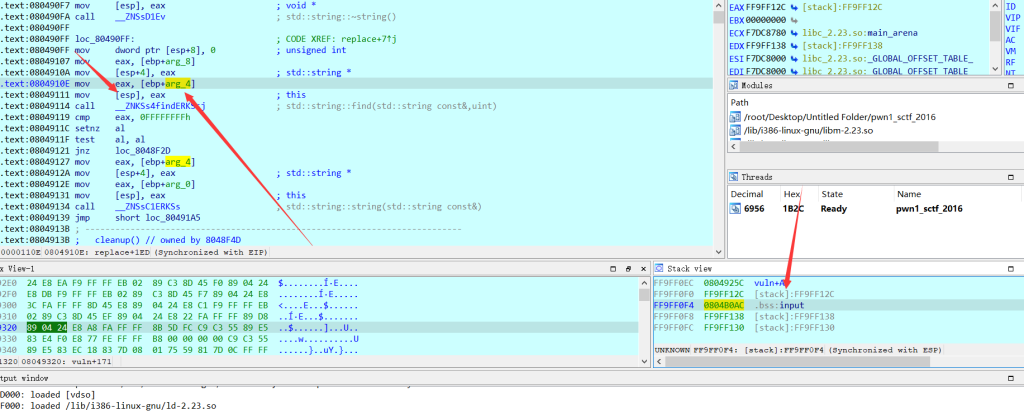 .text:080490F7 mov [esp], eax ; void *
.text:080490FA call __ZNSsD1Ev ; std::string::~string()
.text:080490FF
.text:080490FF loc_80490FF: ; CODE XREF: replace+7↑j
.text:080490FF mov dword ptr [esp+8], 0 ; unsigned int
.text:08049107 mov eax, [ebp+arg_8]
.text:0804910A mov [esp+4], eax ; std::string *
.text:0804910E mov eax, [ebp+arg_4]
.text:08049111 mov [esp], eax ; this
.text:08049114 call ; std::string::find(std::string const&,uint)
.text:08049119 cmp eax, 0FFFFFFFFh
.text:0804911C setnz al
.text:0804911F test al, al
.text:08049121 jnz loc_8048F2D
.text:08049127 mov eax, [ebp+arg_4]
.text:0804912A mov [esp+4], eax ; std::string *
.text:0804912E mov eax, [ebp+arg_0]
.text:08049131 mov [esp], eax ; this
.text:08049134 call __ZNSsC1ERKSs ; std::string::string(std::string const&)
.text:08049139 jmp short loc_80491A5
.text:0804913B ;
.text:0804913B ; cleanup() // owned by 8048F4D
0000110E 0804910E: replace+1ED (Synchronized with EIP)
EAX FF9FF12C [stack]:FF9FF12C
EBX 00000000
ECX F7DC8780 libc_2.23.so:main_arena
EDX FF9FF138 [stack]:FF9FF138
ESI F7DC8000 libc_2.23.so:_GLOBAL_OFFSET_TABLE_
EDI F7DC8000 libc_2.23.so:_GLOBAL_OFFSET_TABLE_
ID
VIP
VIF
AC
VM
RF
NT
Modules
Path
/root/Desktop/Untitled Folder/pwn1_sctf_2016
/lib/i386-linux-gnu/libm-2.23.so
Threads
Decimal Hex State Name
6956 1B2C Ready pwn1_sctf_2016
x View-1
92E0 24 E8 EA F9 FF FF EB 02 89 C3 8D 45 F0 89 04 24
E8 DB F9 FF FF EB 02 89 C3 8D 45 F7 89 04 24 E8
9300 3C FA FF FF 8D 45 E8 89 04 24 E8 C1 F9 FF FF EB
02 89 C3 8D 45 EF 89 04 24 E8 22 FA FF FF 89 D8
9320 89 04 24 E8 A8 FA FF FF 8B 5D FC C9 C3 55 89 E5
83 E4 F0 E8 77 FE FF FF B8 00 00 00 00 C9 C3 55
9340 89 E5 83 EC 18 83 7D 08 01 75 59 81 7D 0C FF FF
1320 08049320: vuln+171
Stack view
FF9FF0EC 0804925C
FF9FF0F0 FF9FF12C [stack]:FF9FF12C
FF9FF0F4 0804B0AC .bss:input
FF9FF0F8 FF9FF138 [stack]:FF9FF138
FF9FF0FC FF9FF130 [stack]:FF9FF130
UNKNOWN FF9FF0F4: [stack]:FF9FF0F4 (Synchronized with ESP)
tput window
D000: loaded [vdso]
F000: loaded /lib/i386-linux-gnu/ld-2.23.so